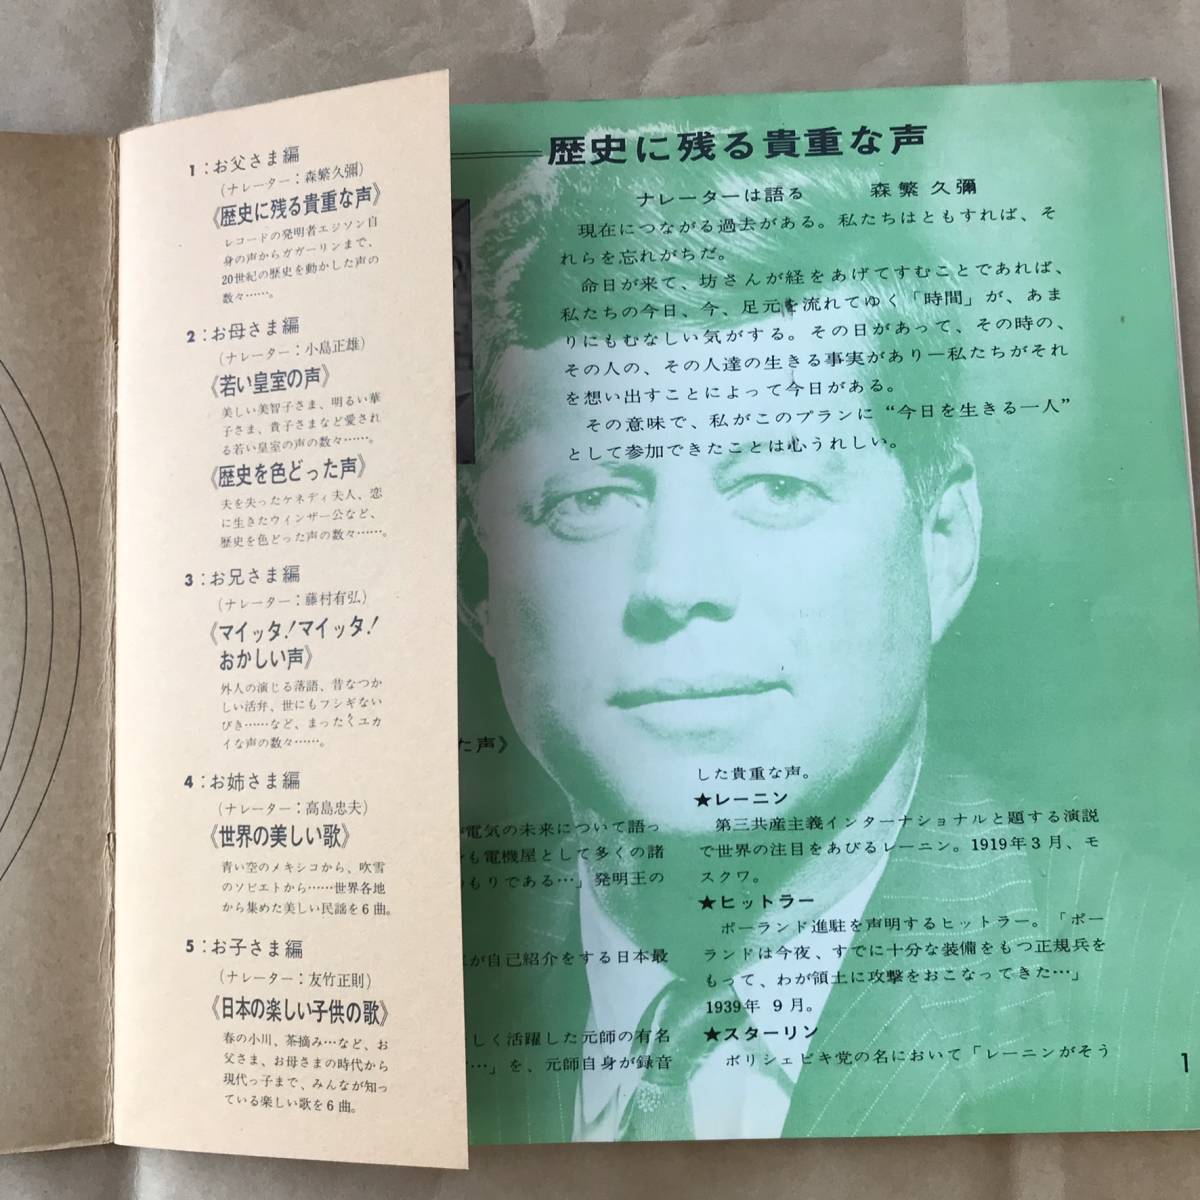 1：お父さま編
（ナレーター：森繁久彌）
《歴史に残る貴重な声》
レコードの発明者エジソン自
身の声からガガーリンまで、
20世紀の歴史を動かした声の
数々……。
2：お母さま編
（ナレーター：小島正雄）
《若い皇室の声》
美しい美智子さま、明るい華
子さま、貴子さまなど愛され
る若い皇室の声の数々……。
《歴史を色どった声》
夫を失ったケネディ夫人、恋
に生きたウィンザー公など、
歴史を色どった声の数々……。
3：お兄さま編
（ナレーター：藤村有弘）
《マイッタ！マイッタ！
おかしい声》
外人の演じる落語、昔なつか
しい活弁、世にもフシギない
びき……など、まったくユカ
イな声の数々……。
4：お姉さま編
（ナレーター：高島忠夫）
《世界の美しい歌》
青い空のメキシコから、吹雪
のソビエトから……世界各地
から集めた美しい民謡を6曲。
5：お子さま編
（ナレーター：友竹正則）
《日本の楽しい子供の歌》
春の小川、茶摘み…など、お
父さま、お母さまの時代から
現代っ子まで、みんなが知っ
ている楽しい歌を6曲。
歴史に残る貴重な声
ナレーターは語る　森繁久彌
現在につながる過去がある。私たちはともすれば、そ
れらを忘れがちだ。
命日が来て、坊さんが経をあげてすむことであれば、
私たちの今日、今、足元を流れてゆく「時間」が、あま
りにもむなしい気がする。その日があって、その時の、
その人の、その人達の生きる事実があり―私たちがそれ
を想い出すことによって今日がある。
その意味で、私がこのプランに“今日を生きる一人”
として参加できたことは心うれしい。
た声》
電気の未来について語っ
も電機屋として多くの諸
もりである…」発明王の
が自己紹介をする日本最
しく活躍した元師の有名
…」を、元師自身が録音
した貴重な声。
★レーニン
第三共産主義インターナショナルと題する演説
で世界の注目をあびるレーニン。1919年3月、モ
スクワ。
★ヒットラー
ポーランド進駐を声明するヒットラー。「ポー
ランドは今夜、すでに十分な装備をもつ正規兵を
もって、わが領土に攻撃をおこなってきた…」
1939年 9月。
★スターリン
ボリシェビキ党の名において「レーニンがそう
1